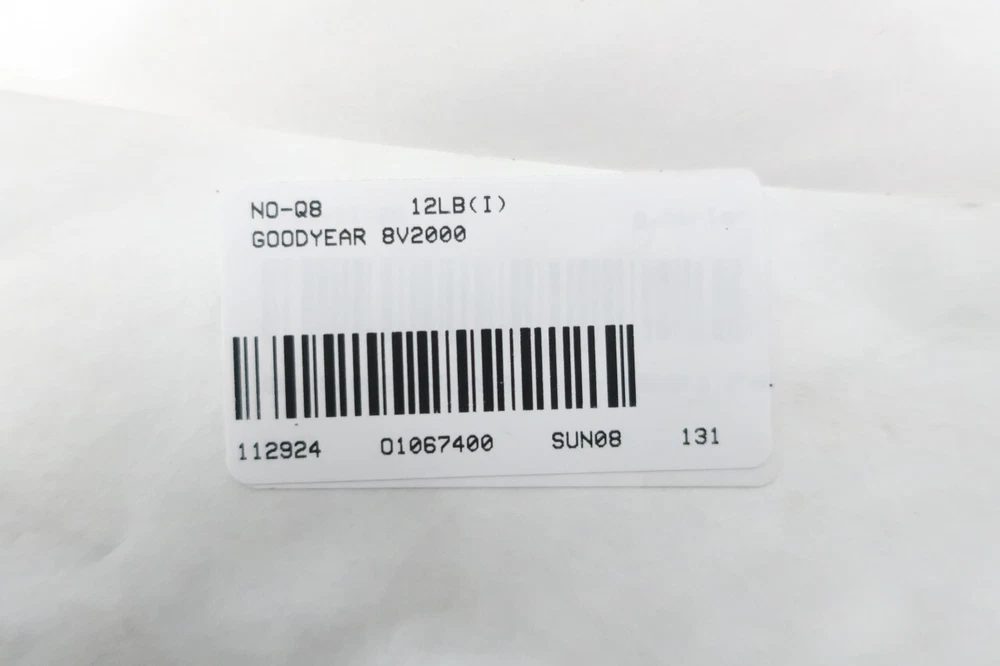 NO-Q8 12LB(I)
GOODYEAR 8V2000
112924 01067400 SUN08 131